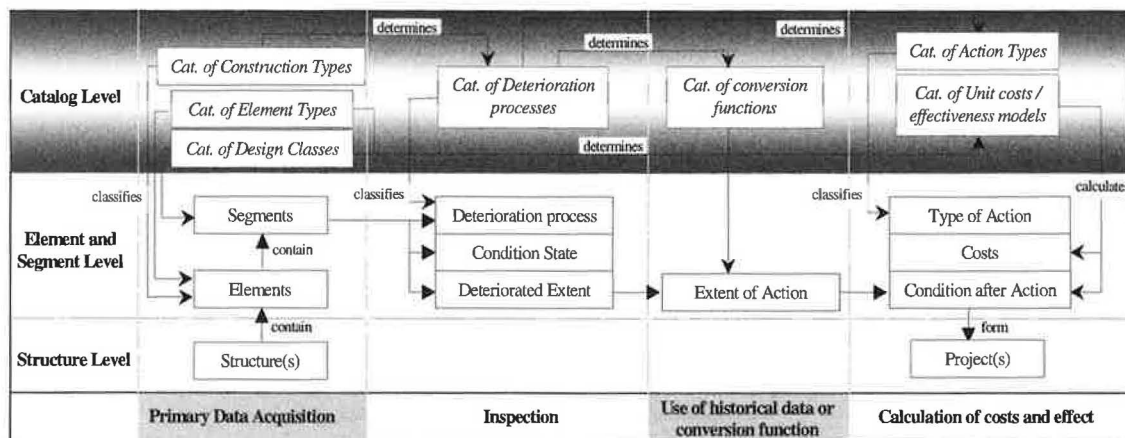 determines
determines
determines
Catalog Level
Cat. of Construction Types
Cat. of Element Types
Cat. of Design Classes
Cat. of Deterioration
processes
Cat. of conversion
functions
Cat. of Action Types
Cat. of Unit costs /
effectiveness models
determines
classifies
classifies
classifies
calculate
Element and
Segment Level
Segments
contain
Elements
contain
Deterioration process
Condition State
Deteriorated Extent
Extent of Action
Type of Action
Costs
Condition after Action
form
Structure Level
Structure(s)
Project(s)
Primary Data Acquisition
Inspection
Use of historical data or
conversion function
Calculation of costs and effect